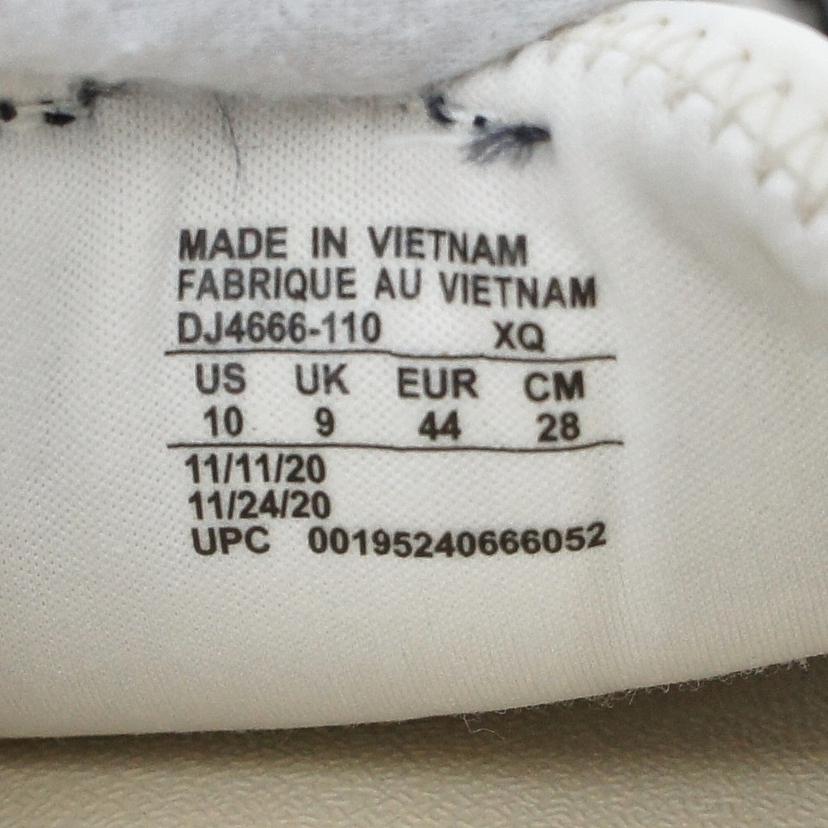 MADE IN VIETNAM
FABRIQUE AU VIETNAM
DJ4666-110 XQ
US UK EUR CM
10 9 44 28
11/11/20
11/24/20
UPC 00195240666052